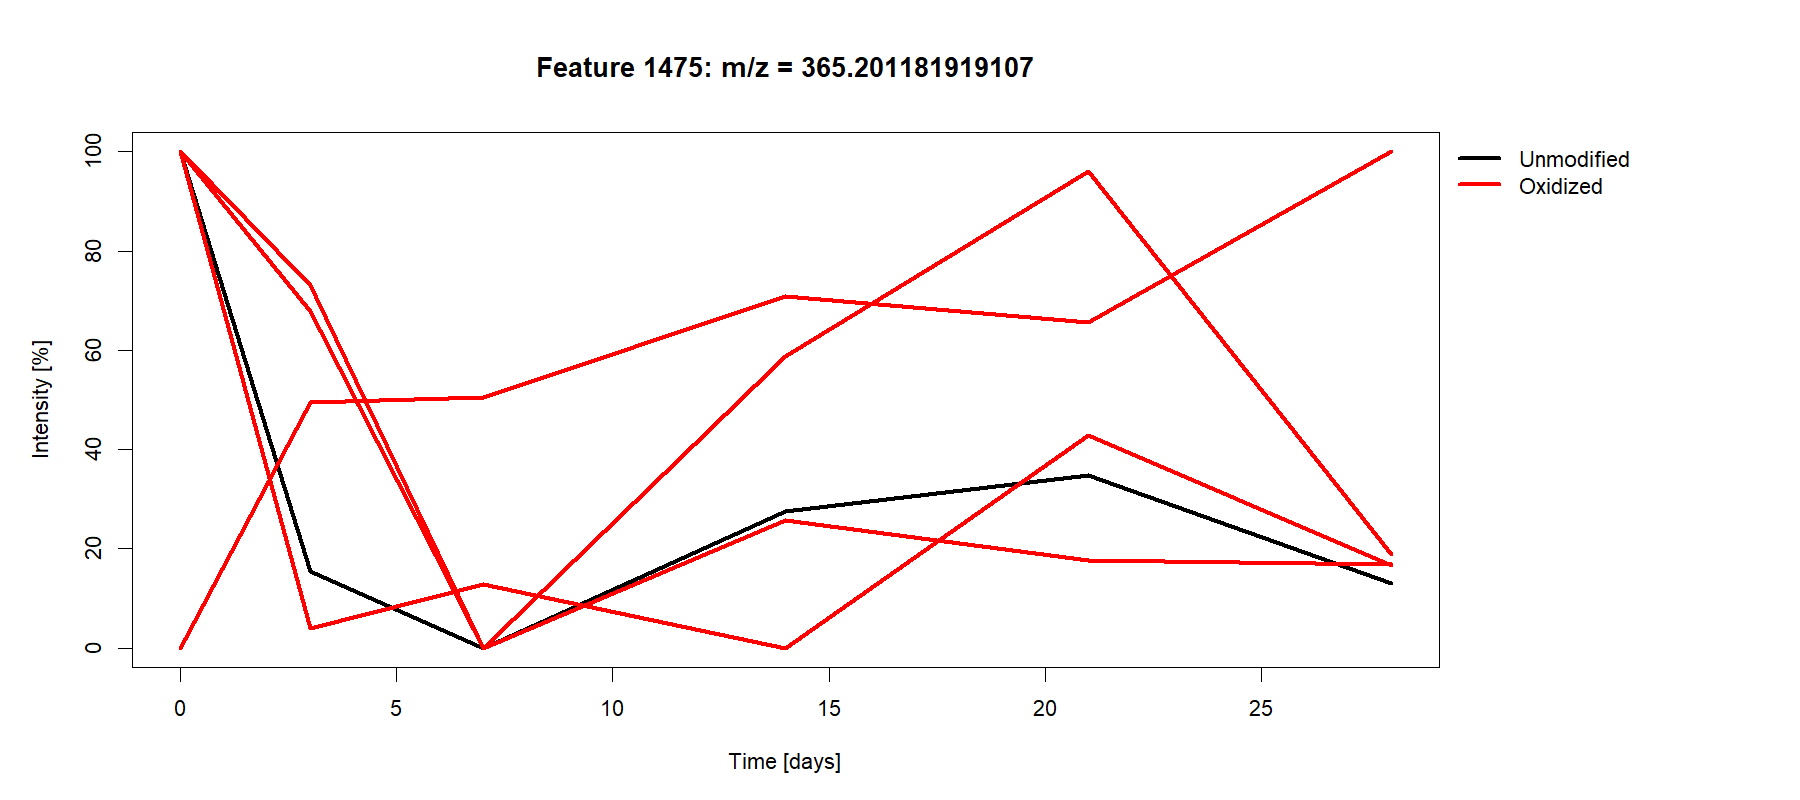 Feature 1475: m/z = 365.201181919107
Unmodified
Oxidized
Intensity [%]
100
80
60
40
20
0
0 5 10 15 20 25
Time [days]